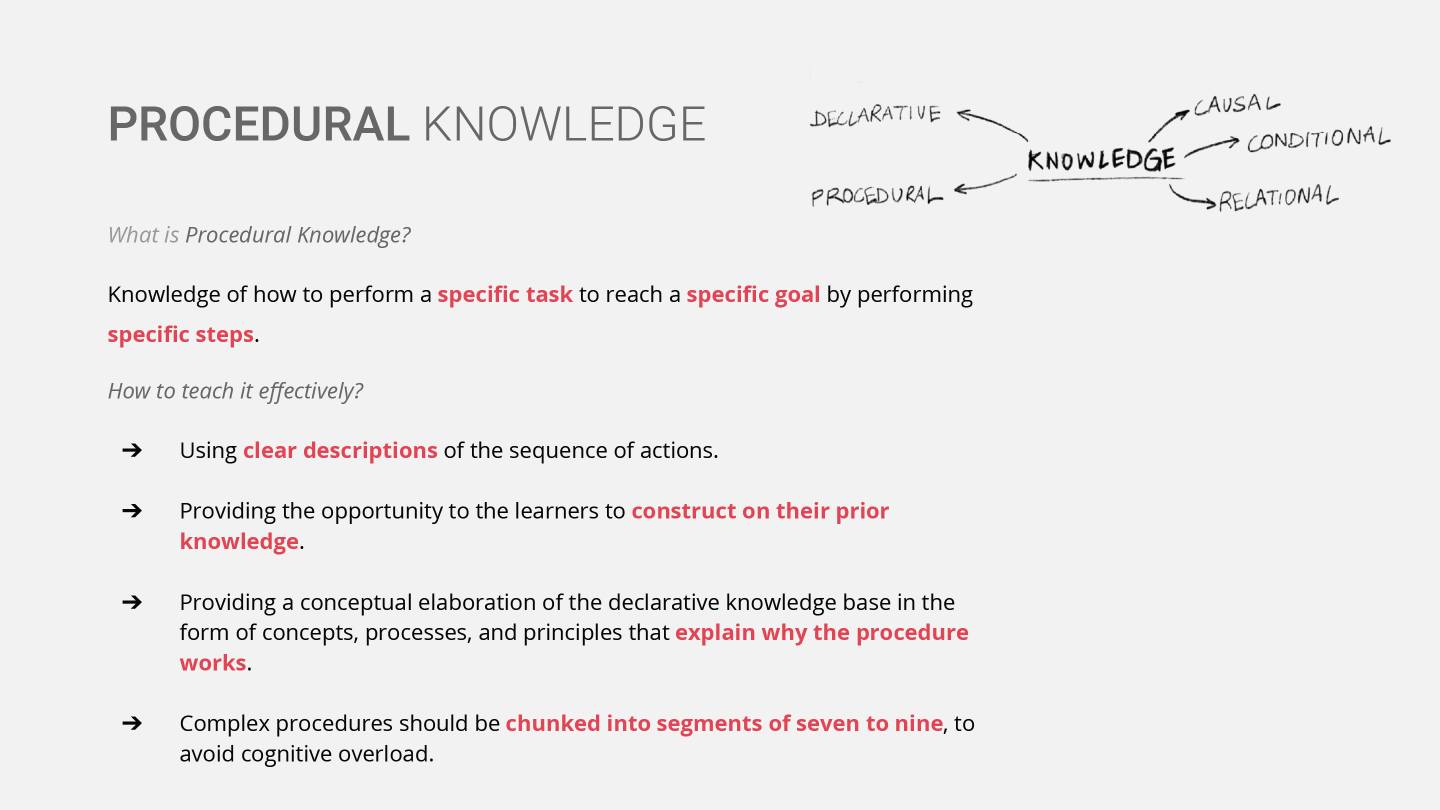 PROCEDURAL KNOWLEDGE
DECLARATIVE
PROCEDURAL
KNOWLEDGE
CAUSAL
CONDITIONAL
RELATIONAL
What is Procedural Knowledge?
Knowledge of how to perform a specific task to reach a specific goal by performing
specific steps.
How to teach it effectively?
➔ Using clear descriptions of the sequence of actions.
➔ Providing the opportunity to the learners to construct on their prior
knowledge.
➔ Providing a conceptual elaboration of the declarative knowledge base in the
form of concepts, processes, and principles that explain why the procedure
works.
➔ Complex procedures should be chunked into segments of seven to nine, to
avoid cognitive overload.